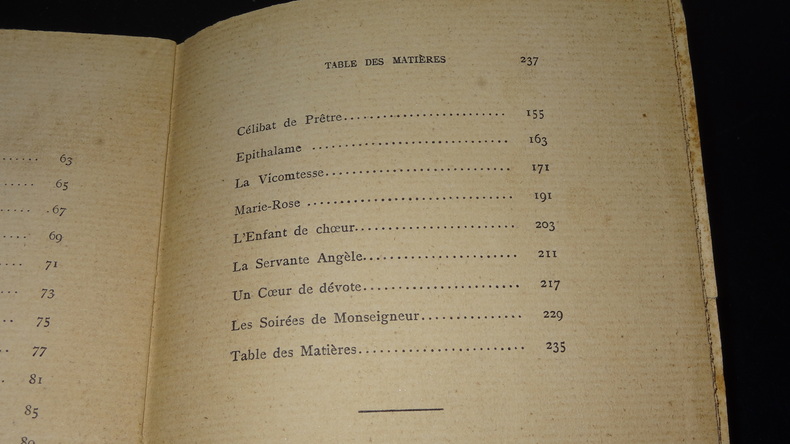 63
65
67
69
71
73
75
77
81
85
TABLE DES MATIÈRES 237
Célibat de Prêtre......................... 155
Epithalame ............................. 163
La Vicomtesse........................... 171
Marie-Rose ............................. 191
L'Enfant de chœur....................... 203
La Servante Angèle...................... 211
Un Cœur de dévote...................... 217
Les Soirées de Monseigneur.............. 229
Table des Matières........................ 235